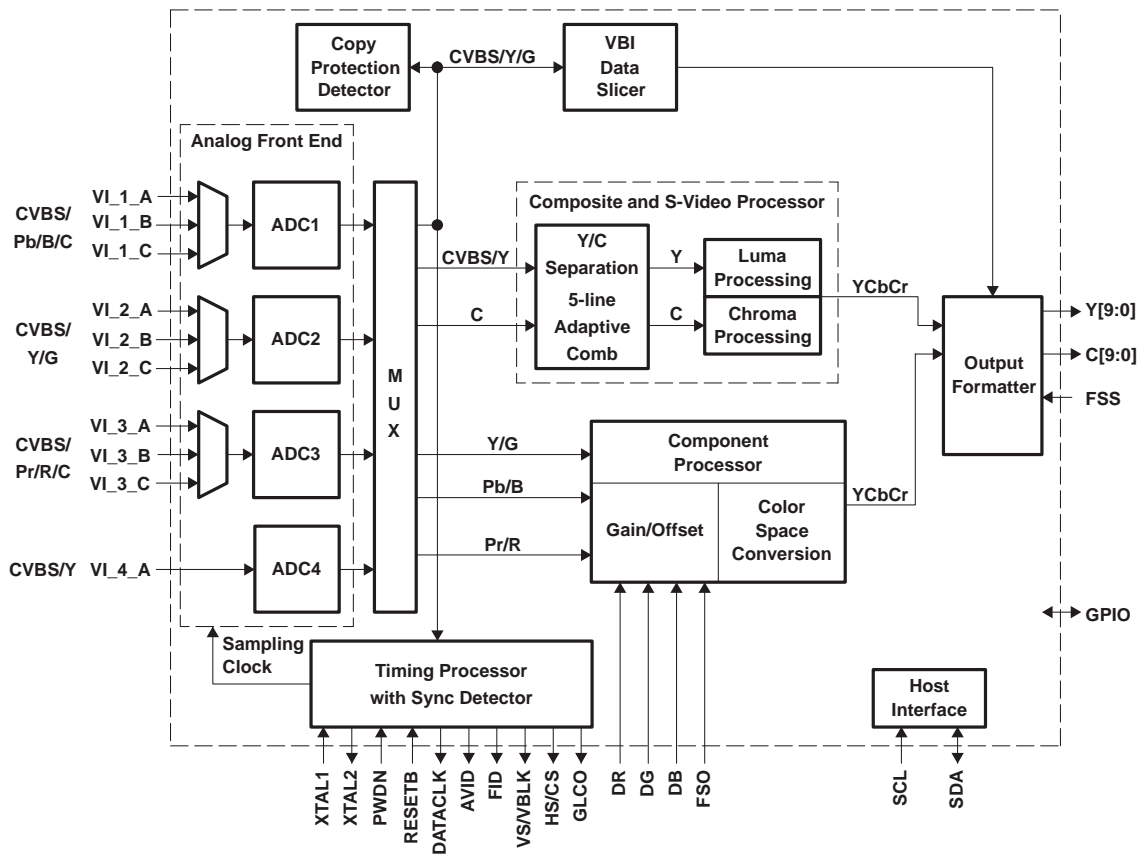 Copy
Protection
Detector
CVBS/Y/G
VBI
Data
Slicer
Analog Front End
CVBS/
Pb/B/C
VI_1_A
VI_1_B
VI_1_C
ADC1
CVBS/
Y/G
VI_2_A
VI_2_B
VI_2_C
ADC2
CVBS/
Pr/R/C
VI_3_A
VI_3_B
VI_3_C
ADC3
CVBS/Y
VI_4_A
ADC4
M
U
X
Composite and S-Video Processor
CVBS/Y
C
Y/C
Separation
5-line
Adaptive
Comb
Y
C
Luma
Processing
Chroma
Processing
YCbCr
Y/G
Pb/B
Pr/R
Component
Processor
Gain/Offset
Color
Space
Conversion
YCbCr
Output
Formatter
Y[9:0]
C[9:0]
FSS
GPIO
Sampling
Clock
Timing Processor
with Sync Detector
Host
Interface
XTAL1
XTAL2
PWDN
RESETB
DATACLK
AVID
FID
VS/VBLK
HS/CS
GLCO
DR
DG
DB
FSO
SCL
SDA